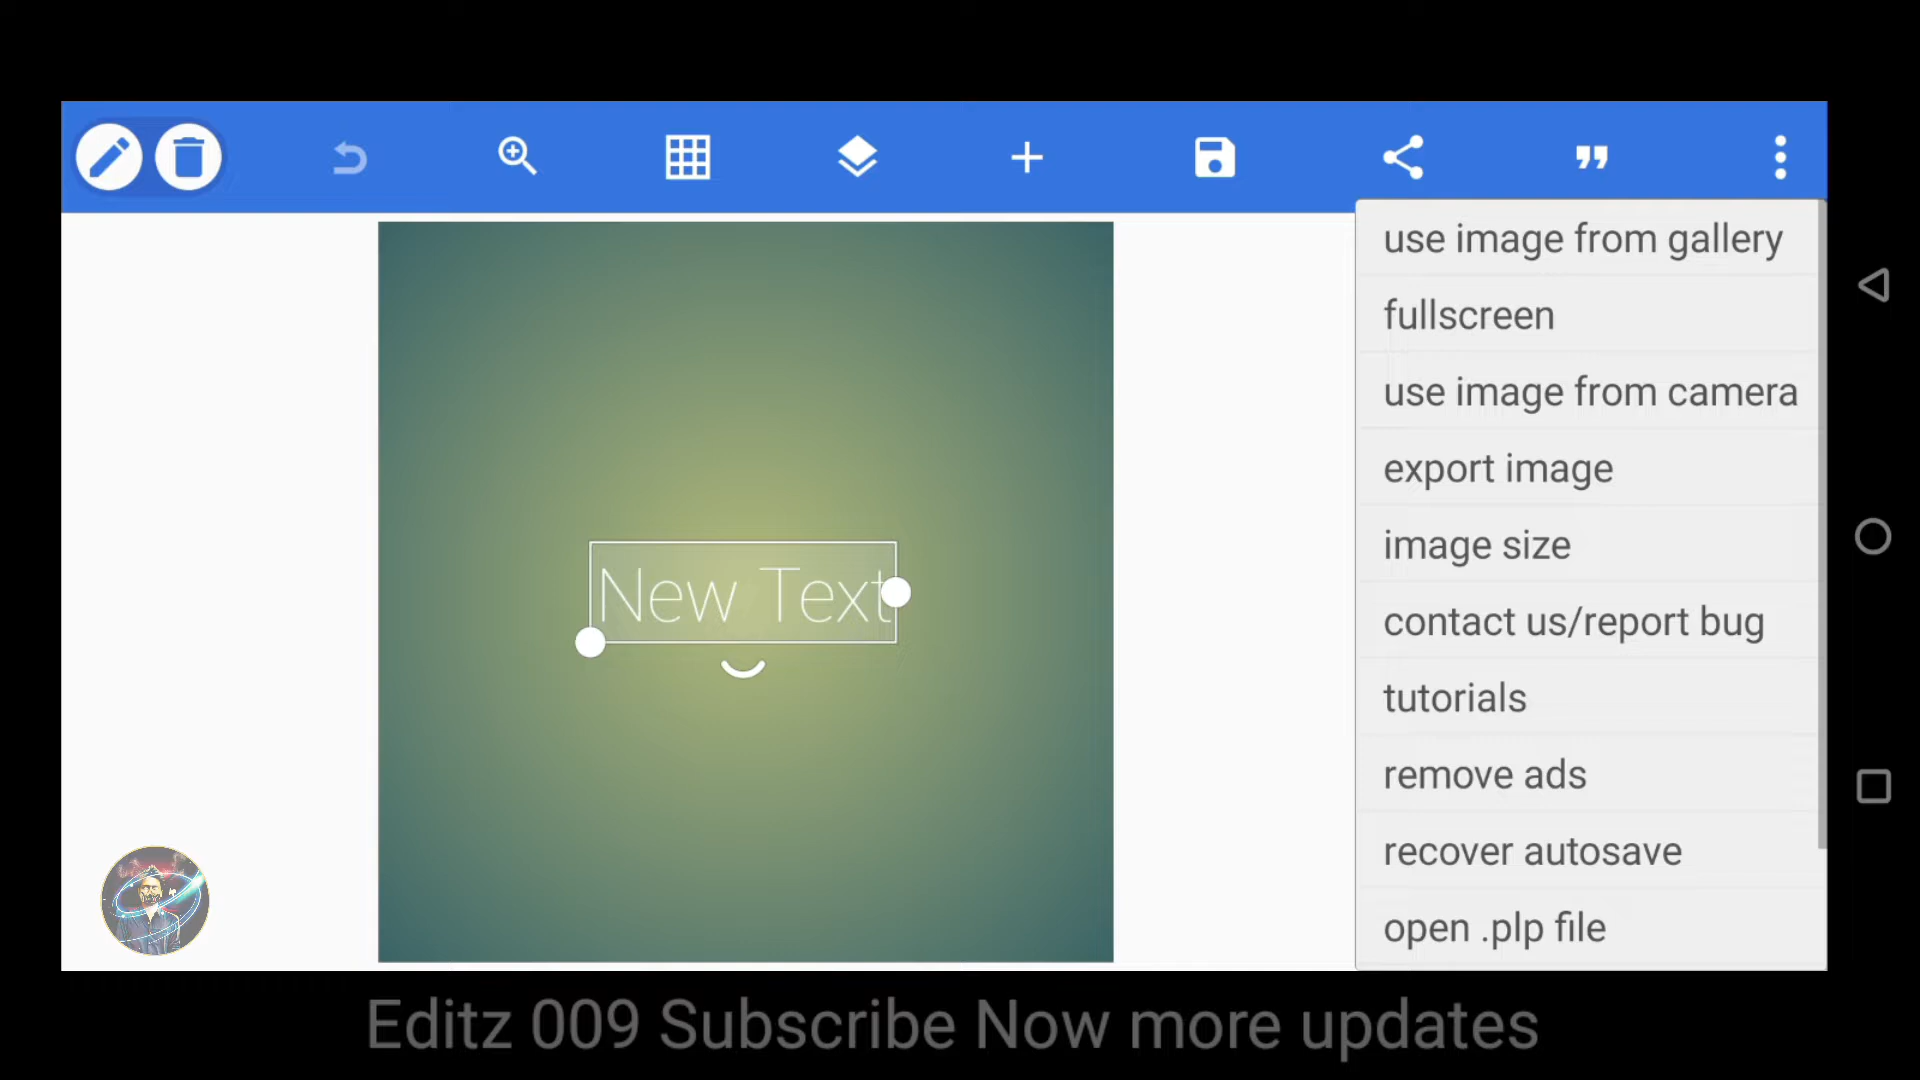 use image from gallery
fullscreen
use image from camera
export image
image size
contact us/report bug
tutorials
remove ads
recover autosave
open .plp file
New Text
Editz 009 Subscribe Now more updates